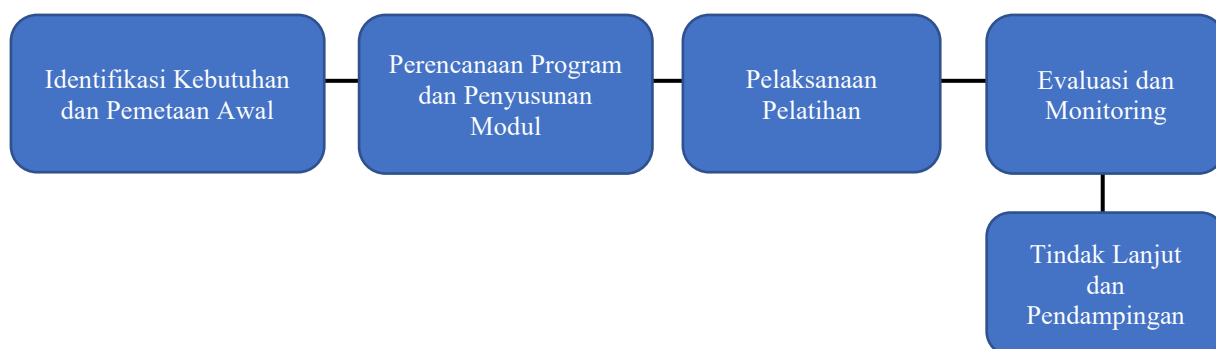 Identifikasi Kebutuhan
dan Pemetaan Awal
Perencanaan Program
dan Penyusunan
Modul
Pelaksanaan
Pelatihan
Evaluasi dan
Monitoring
Tindak Lanjut
dan
Pendampingan